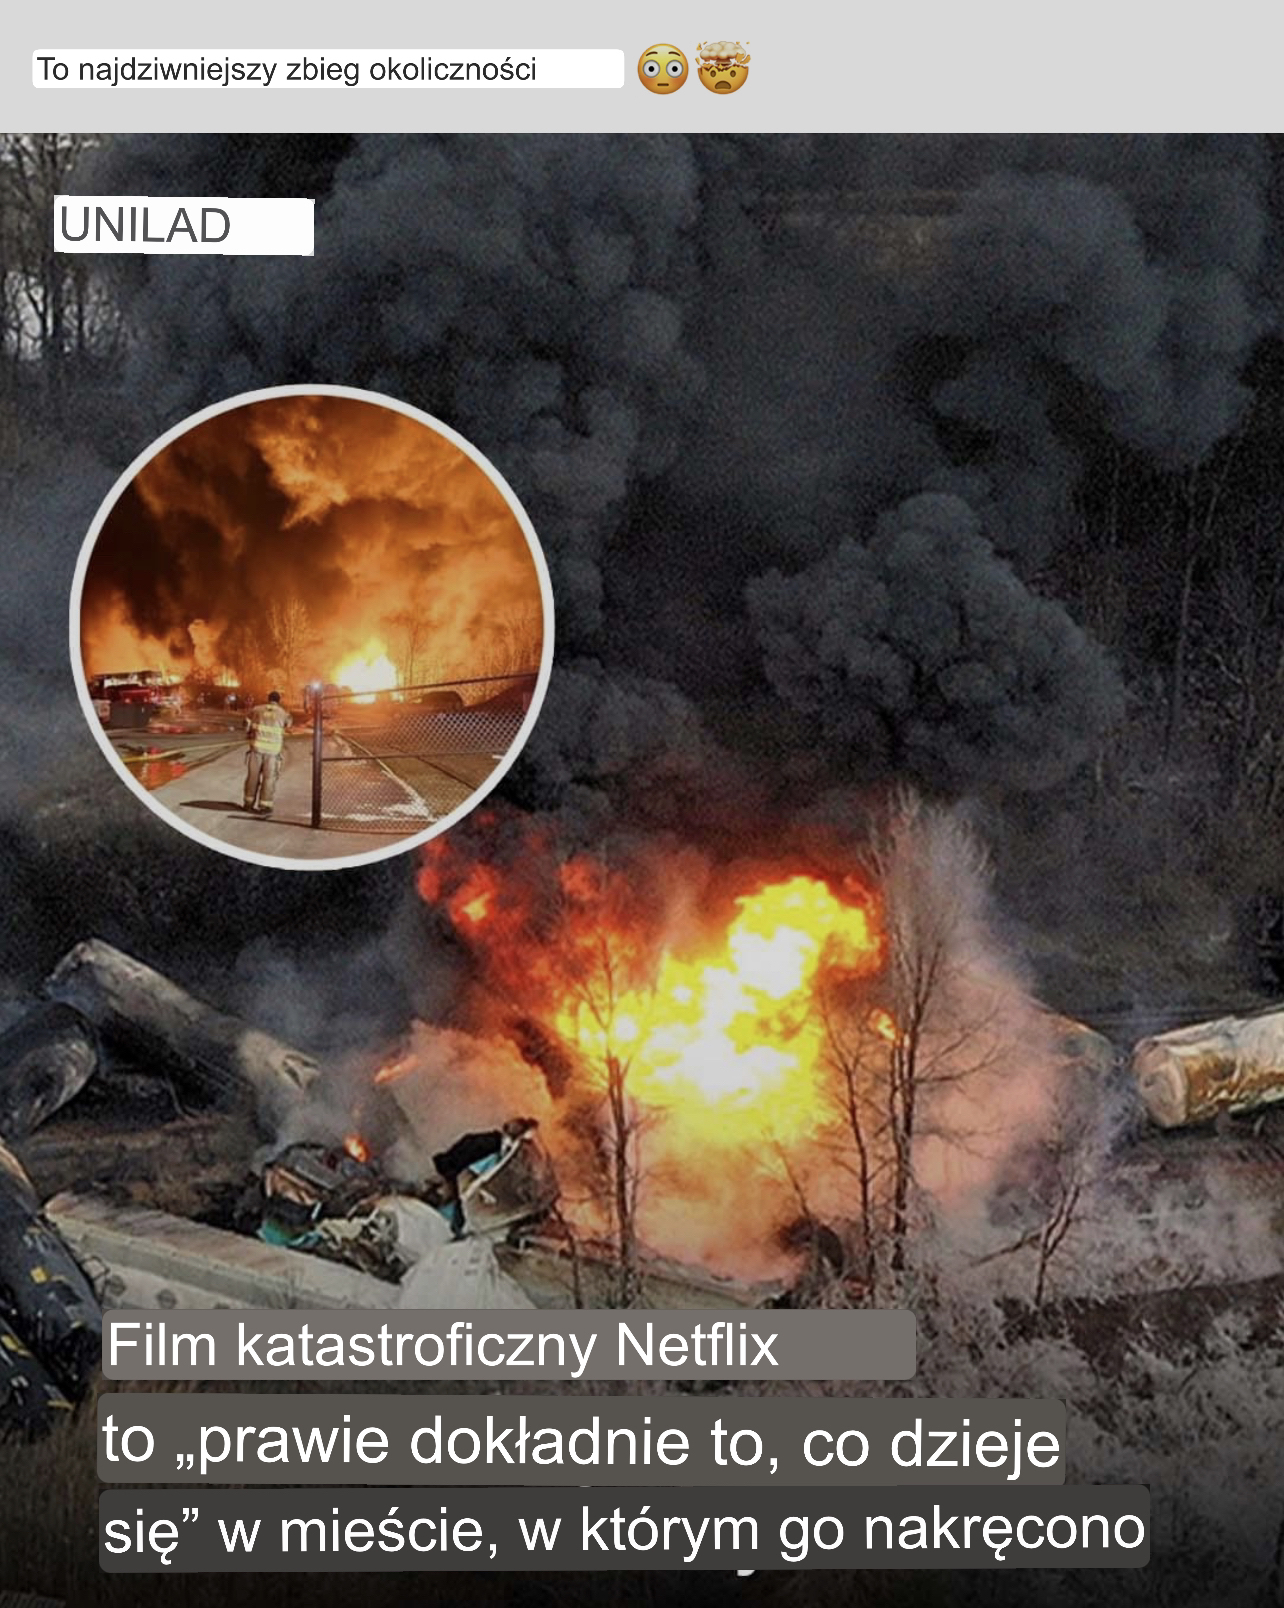 To najdziwniejszy zbieg okoliczności 😳🤯
UNILAD
Film katastroficzny Netflix
to „prawie dokładnie to, co dzieje
się” w mieście, w którym go nakręcono